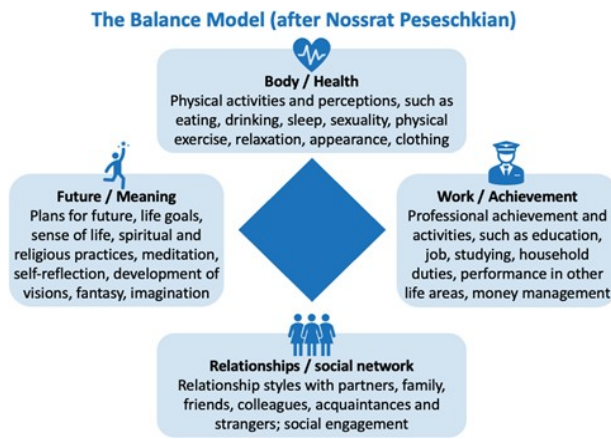 The Balance Model (after Nossrat Peseschkian)
Body / Health
Physical activities and perceptions, such as
eating, drinking, sleep, sexuality, physical
exercise, relaxation, appearance, clothing
Future / Meaning
Plans for future, life goals,
sense of life, spiritual and
religious practices, meditation,
self-reflection, development of
visions, fantasy, imagination
Work / Achievement
Professional achievement and
activities, such as education,
job, studying, household
duties, performance in other
life areas, money management
Relationships / social network
Relationship styles with partners, family,
friends, colleagues, acquaintances and
strangers; social engagement